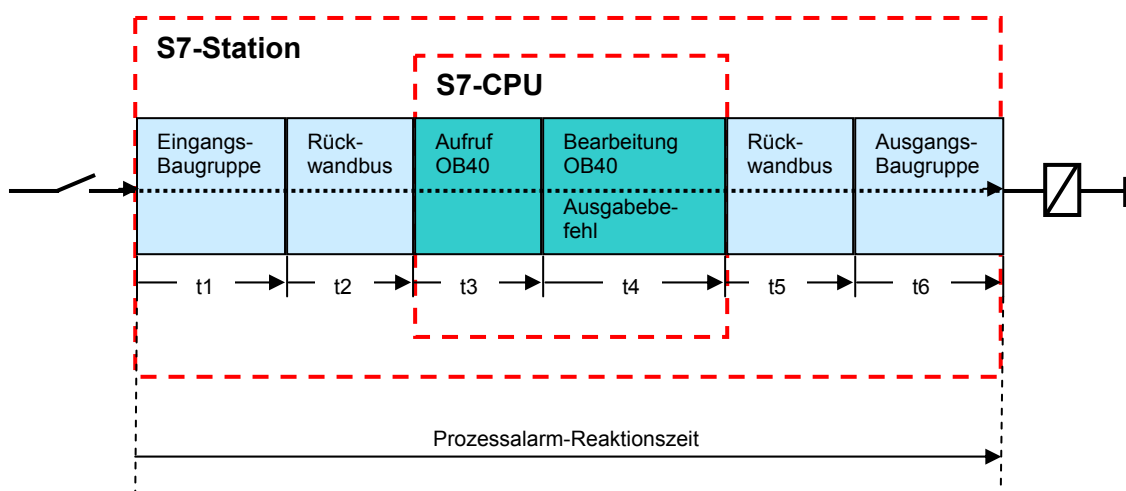 S7-Station
S7-CPU
Eingangs-
Baugruppe
Rück-
wandbus
Aufruf
OB40
Bearbeitung
OB40
Ausgabebe-
fehl
Rück-
wandbus
Ausgangs-
Baugruppe
t1
t2
t3
t4
t5
t6
Prozessalarm-Reaktionszeit